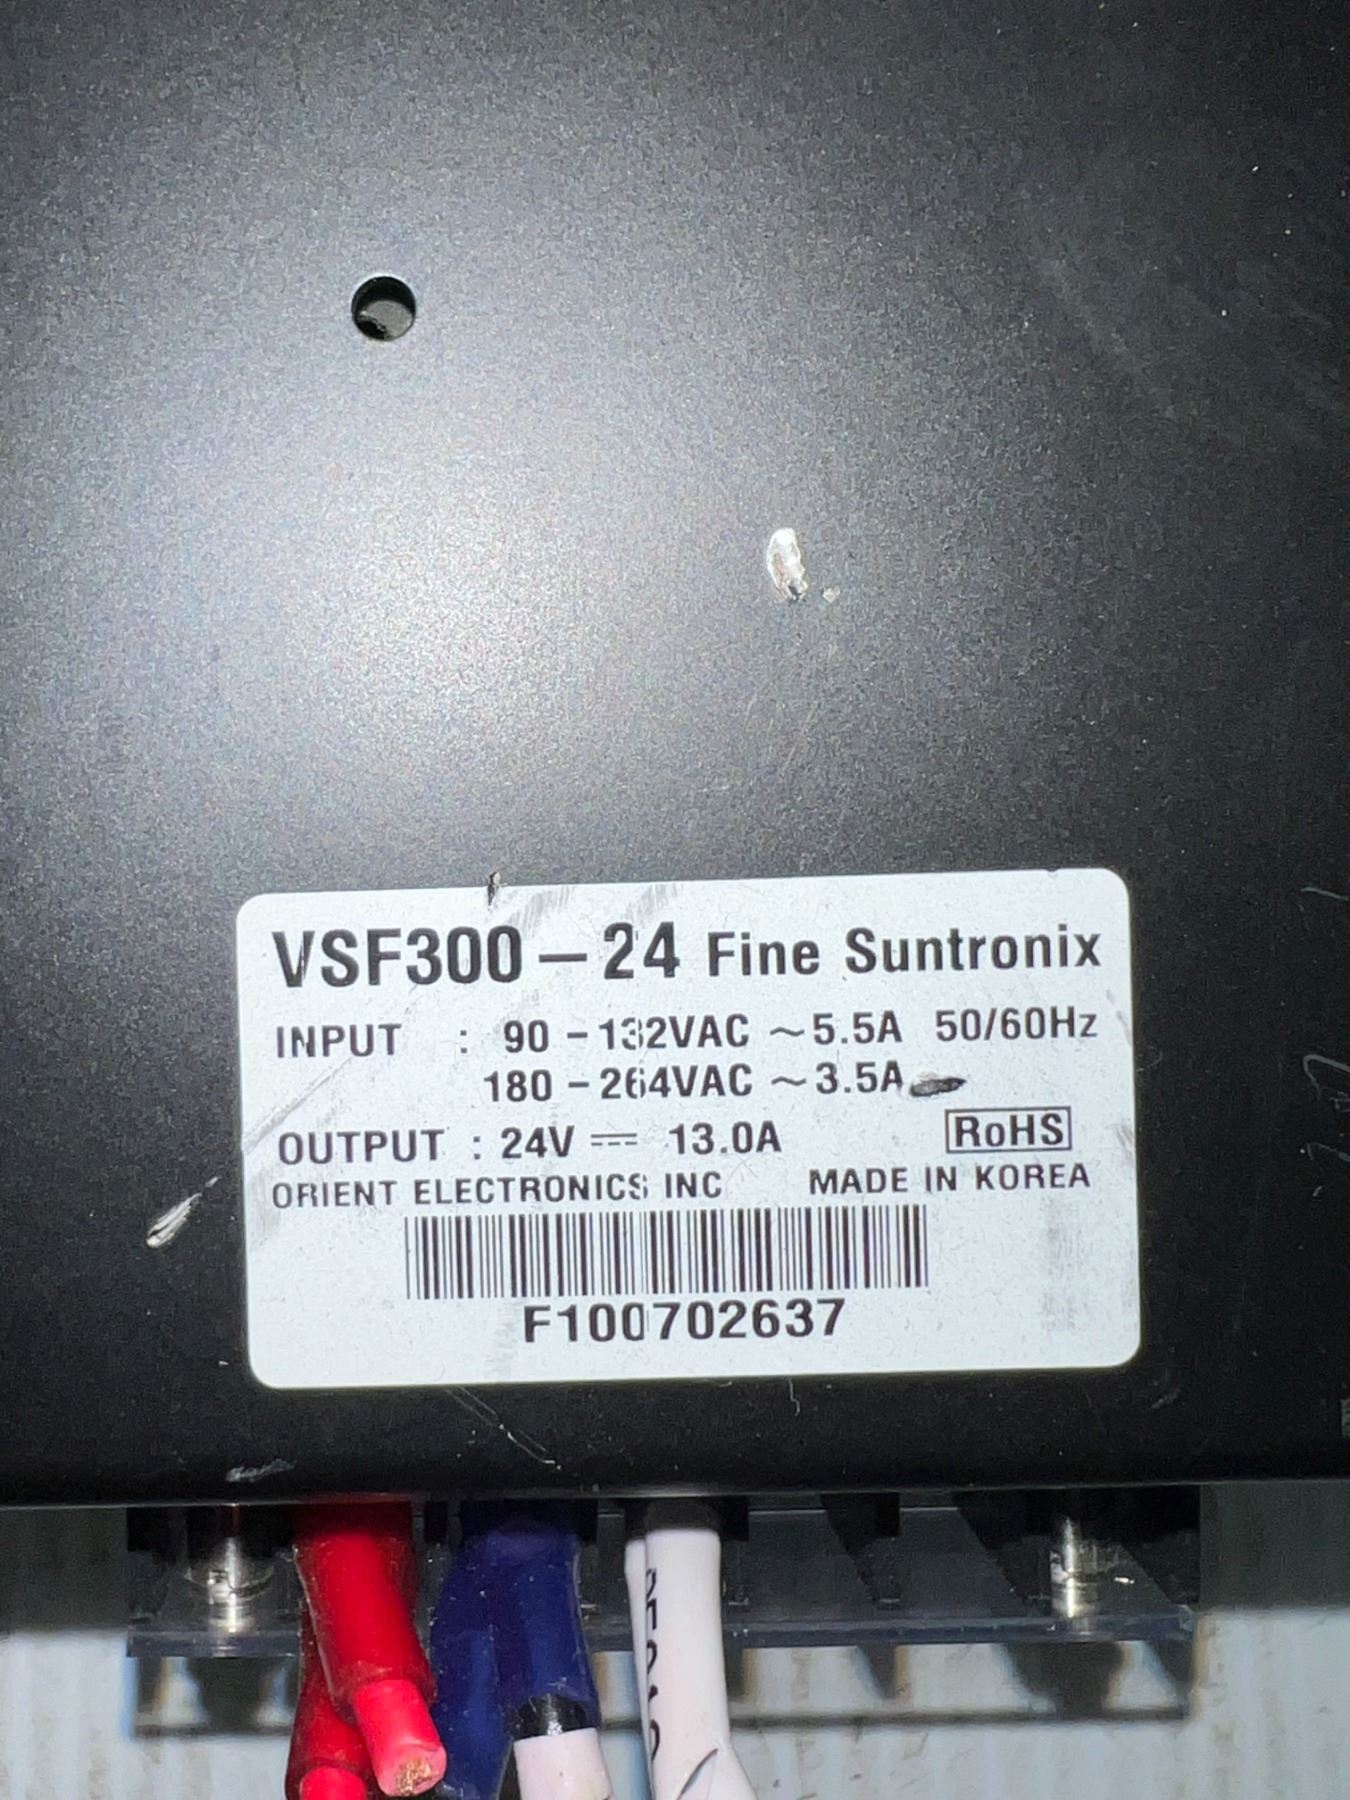 VSF300-24 Fine Suntronix
INPUT : 90-132VAC ~5.5A 50/60Hz
180-264VAC ~3.5A
OUTPUT : 24V ⎓ 13.0A
RoHS
ORIENT ELECTRONICS INC MADE IN KOREA
F100702637